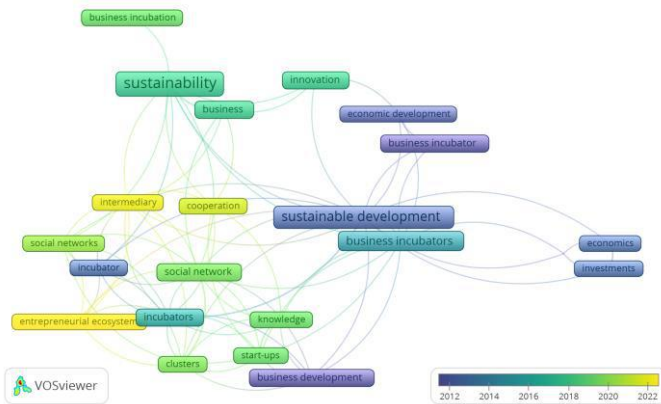 business incubation
sustainability
innovation
business
economic development
business incubator
intermediary
cooperation
sustainable development
social networks
business incubators
economics
incubator
social network
investments
entrepreneurial ecosystem
incubators
knowledge
start-ups
clusters
business development
VOSviewer
2012 2014 2016 2018 2020 2022